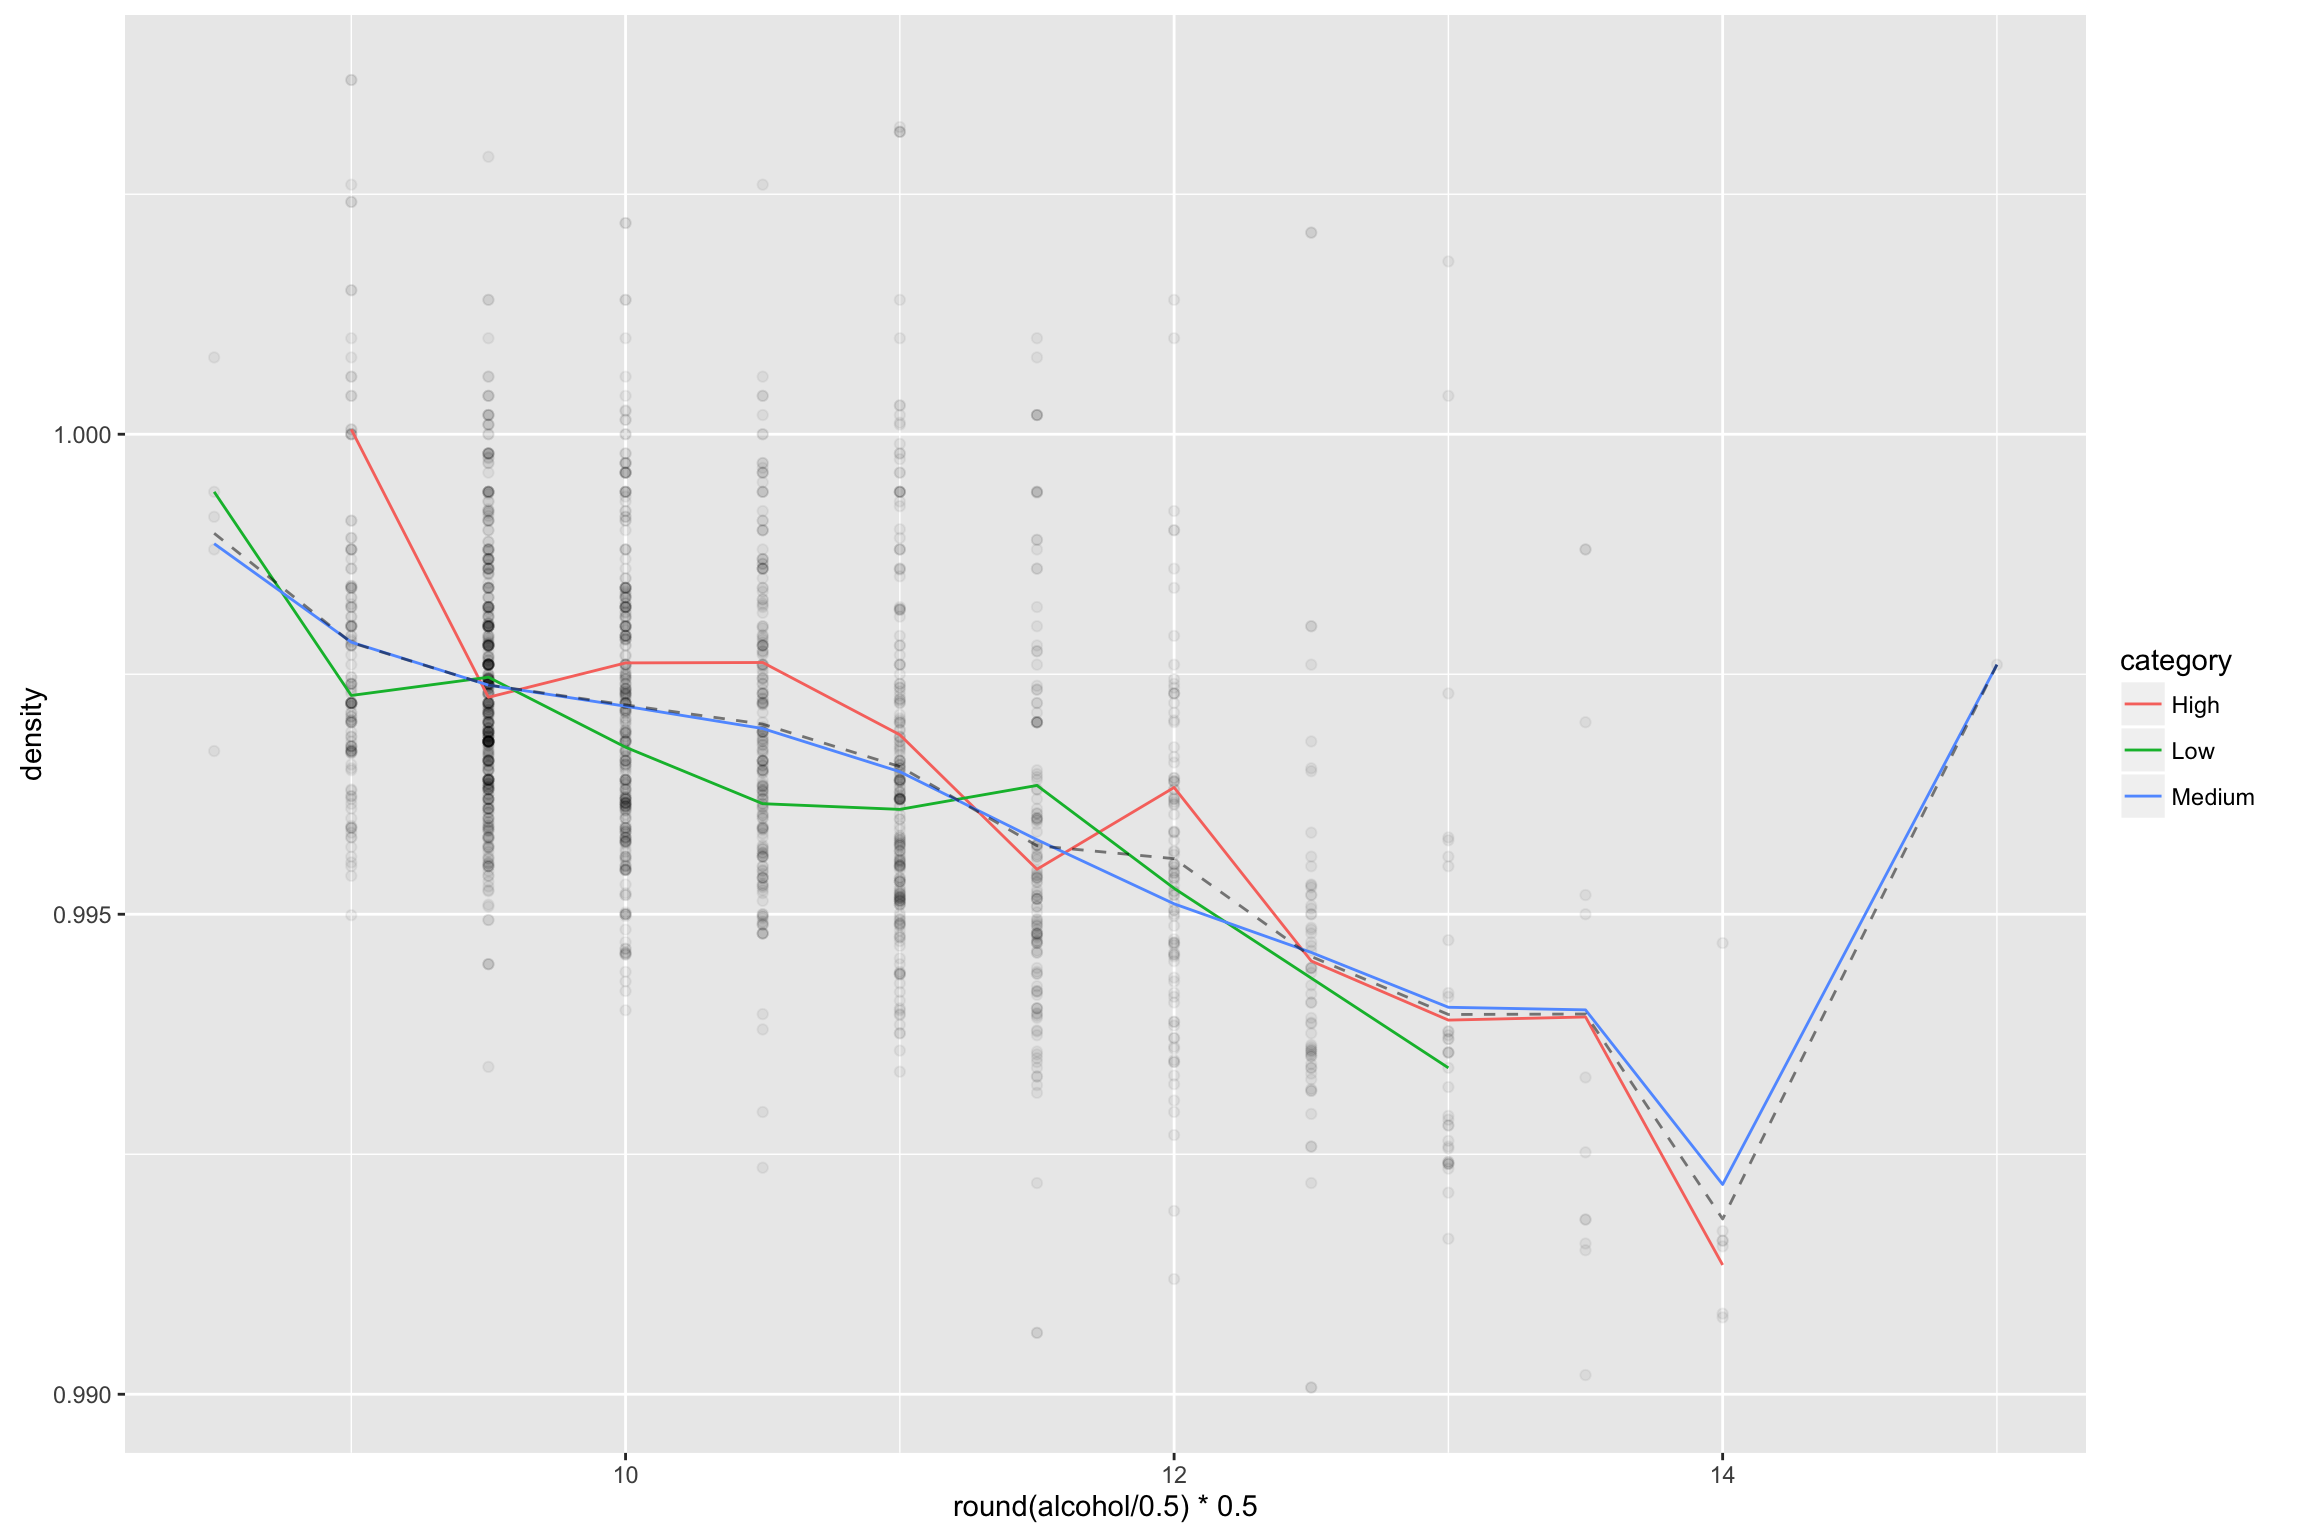 1.000
0.995
0.990
density
10
12
14
round(alcohol/0.5) * 0.5
category
High
Low
Medium